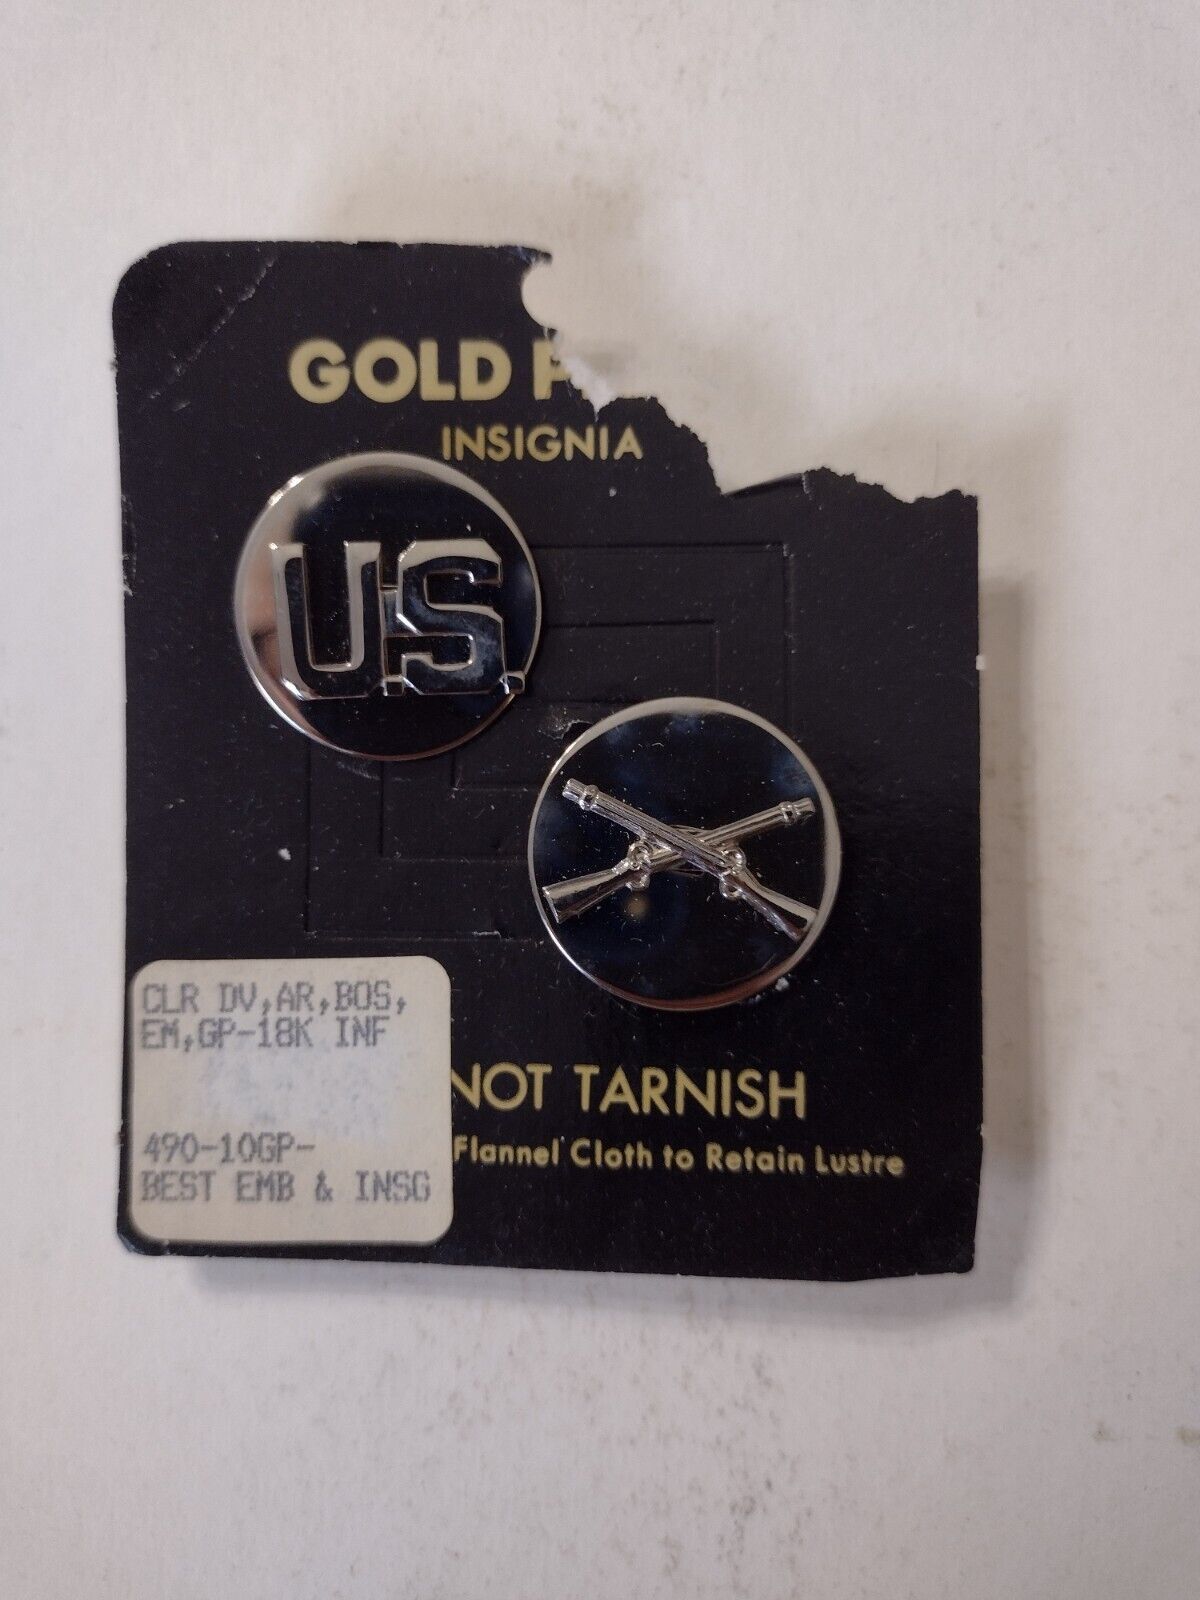 GOLD
INSIGNIA
U.S.
CLR DV,AR,BOS,
EM,GP-18K INF
490-10GP-
BEST EMB & INSG
NOT TARNISH
Flannel Cloth to Retain Lustre